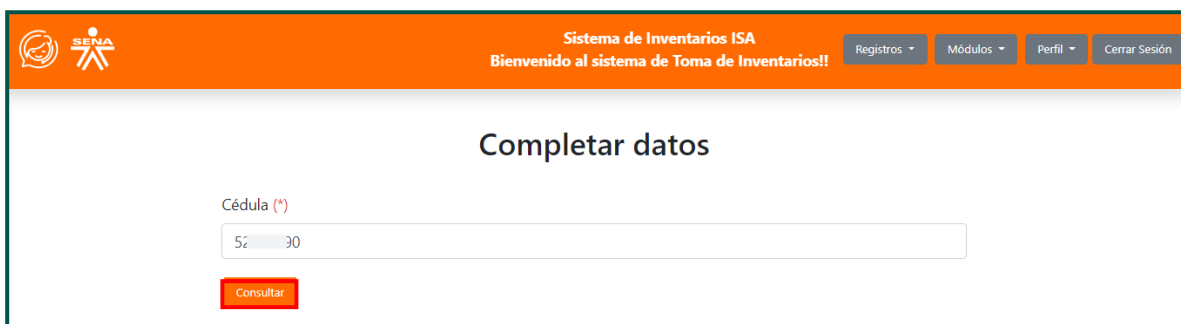 SENA
Sistema de Inventarios ISA
Bienvenido al sistema de Toma de Inventarios!!
Registros
Módulos
Perfil
Cerrar Sesión
Completar datos
Cédula (*)
90
Consultar